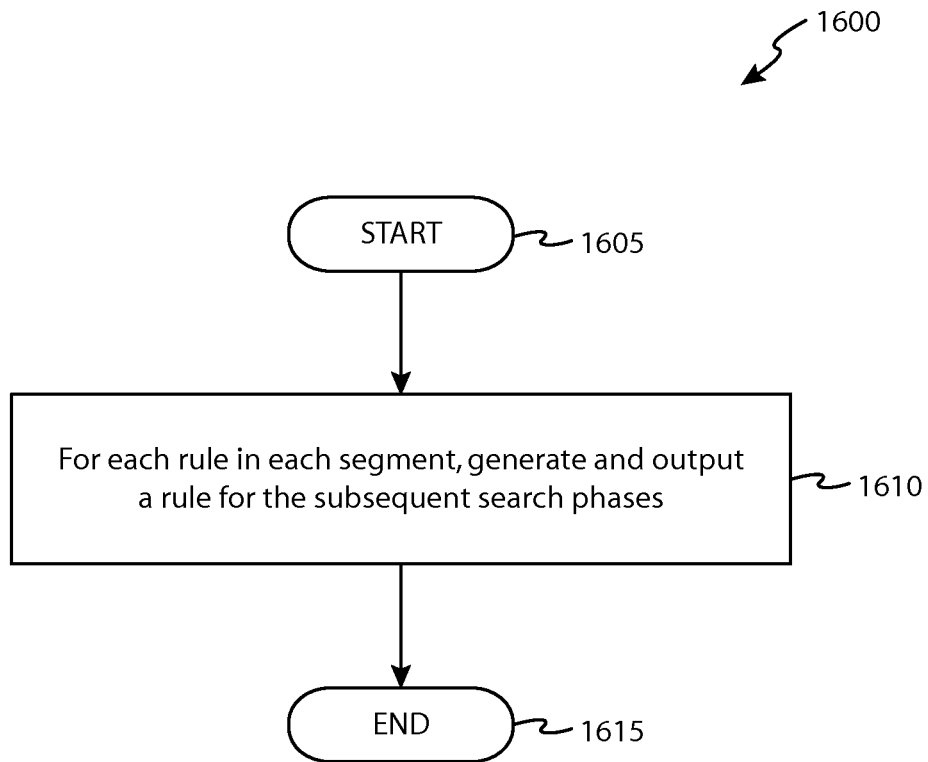 1600
START
1605
For each rule in each segment, generate and output
a rule for the subsequent search phases
1610
END
1615